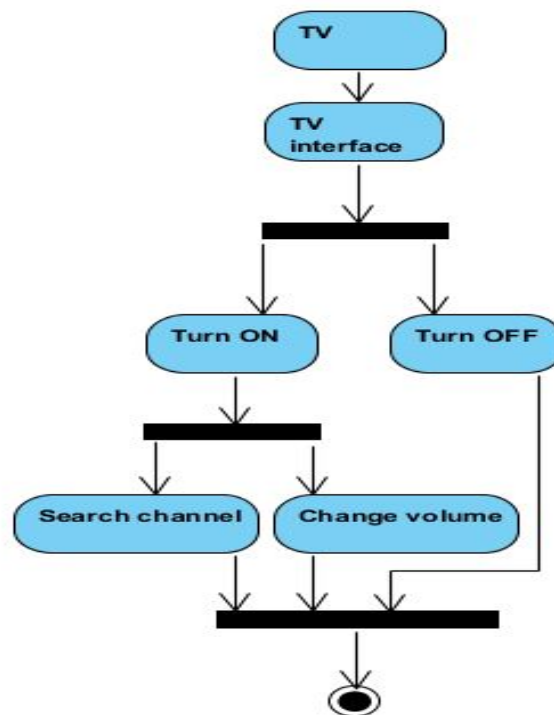 TV
TV
interface
Turn ON
Turn OFF
Search channel
Change volume